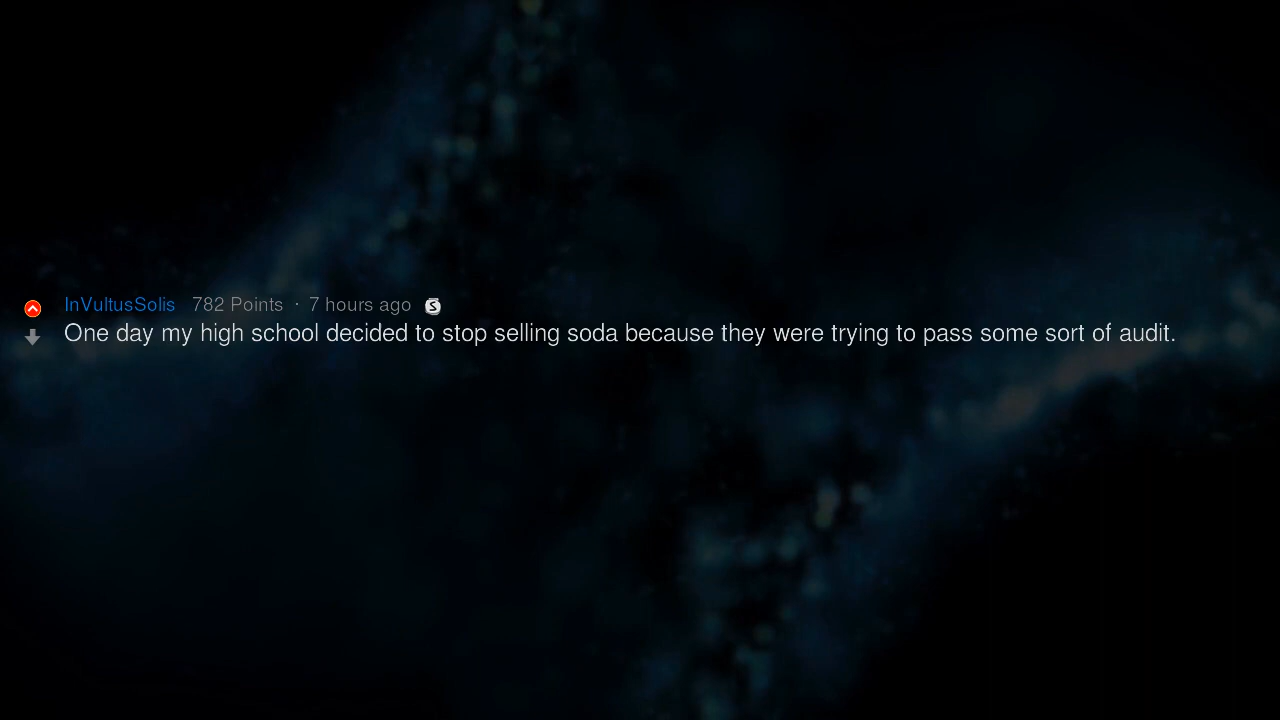 InVultusSolis 782 Points · 7 hours ago S
One day my high school decided to stop selling soda because they were trying to pass some sort of audit.